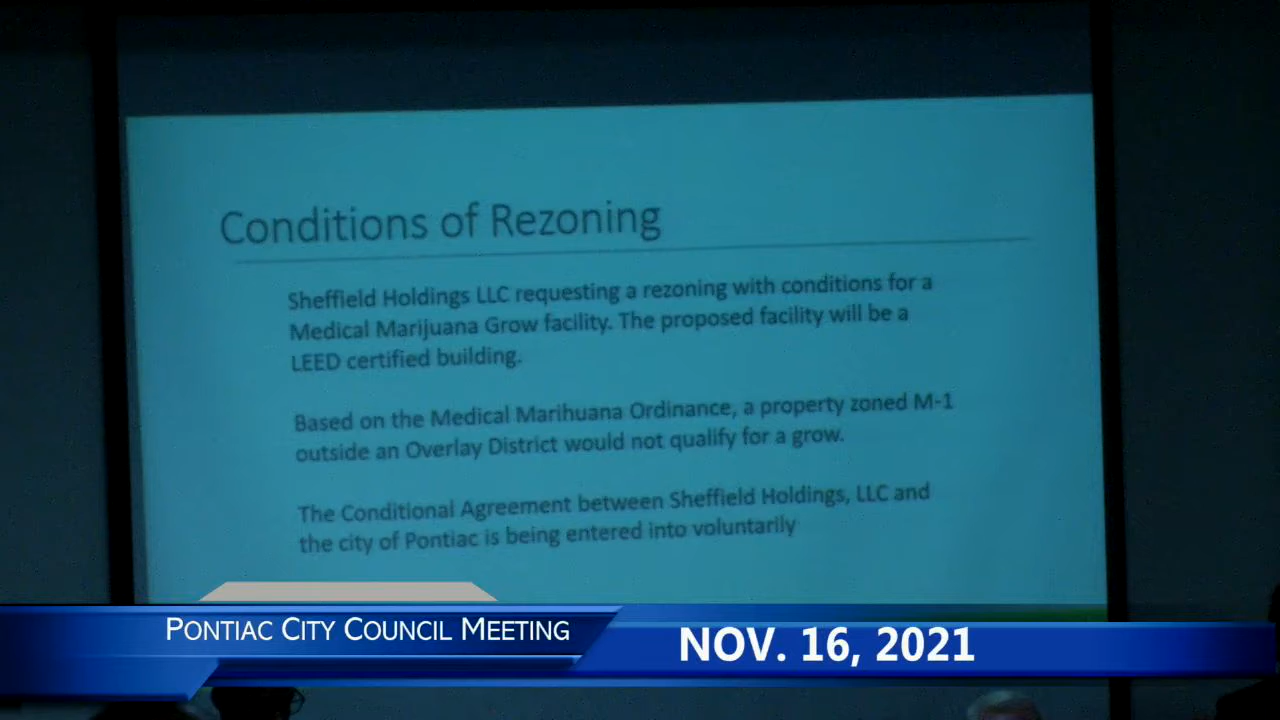 Conditions of Rezoning
Sheffield Holdings LLC requesting a rezoning with conditions for a
Medical Marijuana Grow facility. The proposed facility will be a
LEED certified building.
Based on the Medical Marihuana Ordinance, a property zoned M-1
outside an Overlay District would not qualify for a grow.
The Conditional Agreement between Sheffield Holdings, LLC and
the city of Pontiac is being entered into voluntarily
PONTIAC CITY COUNCIL MEETING
NOV. 16, 2021